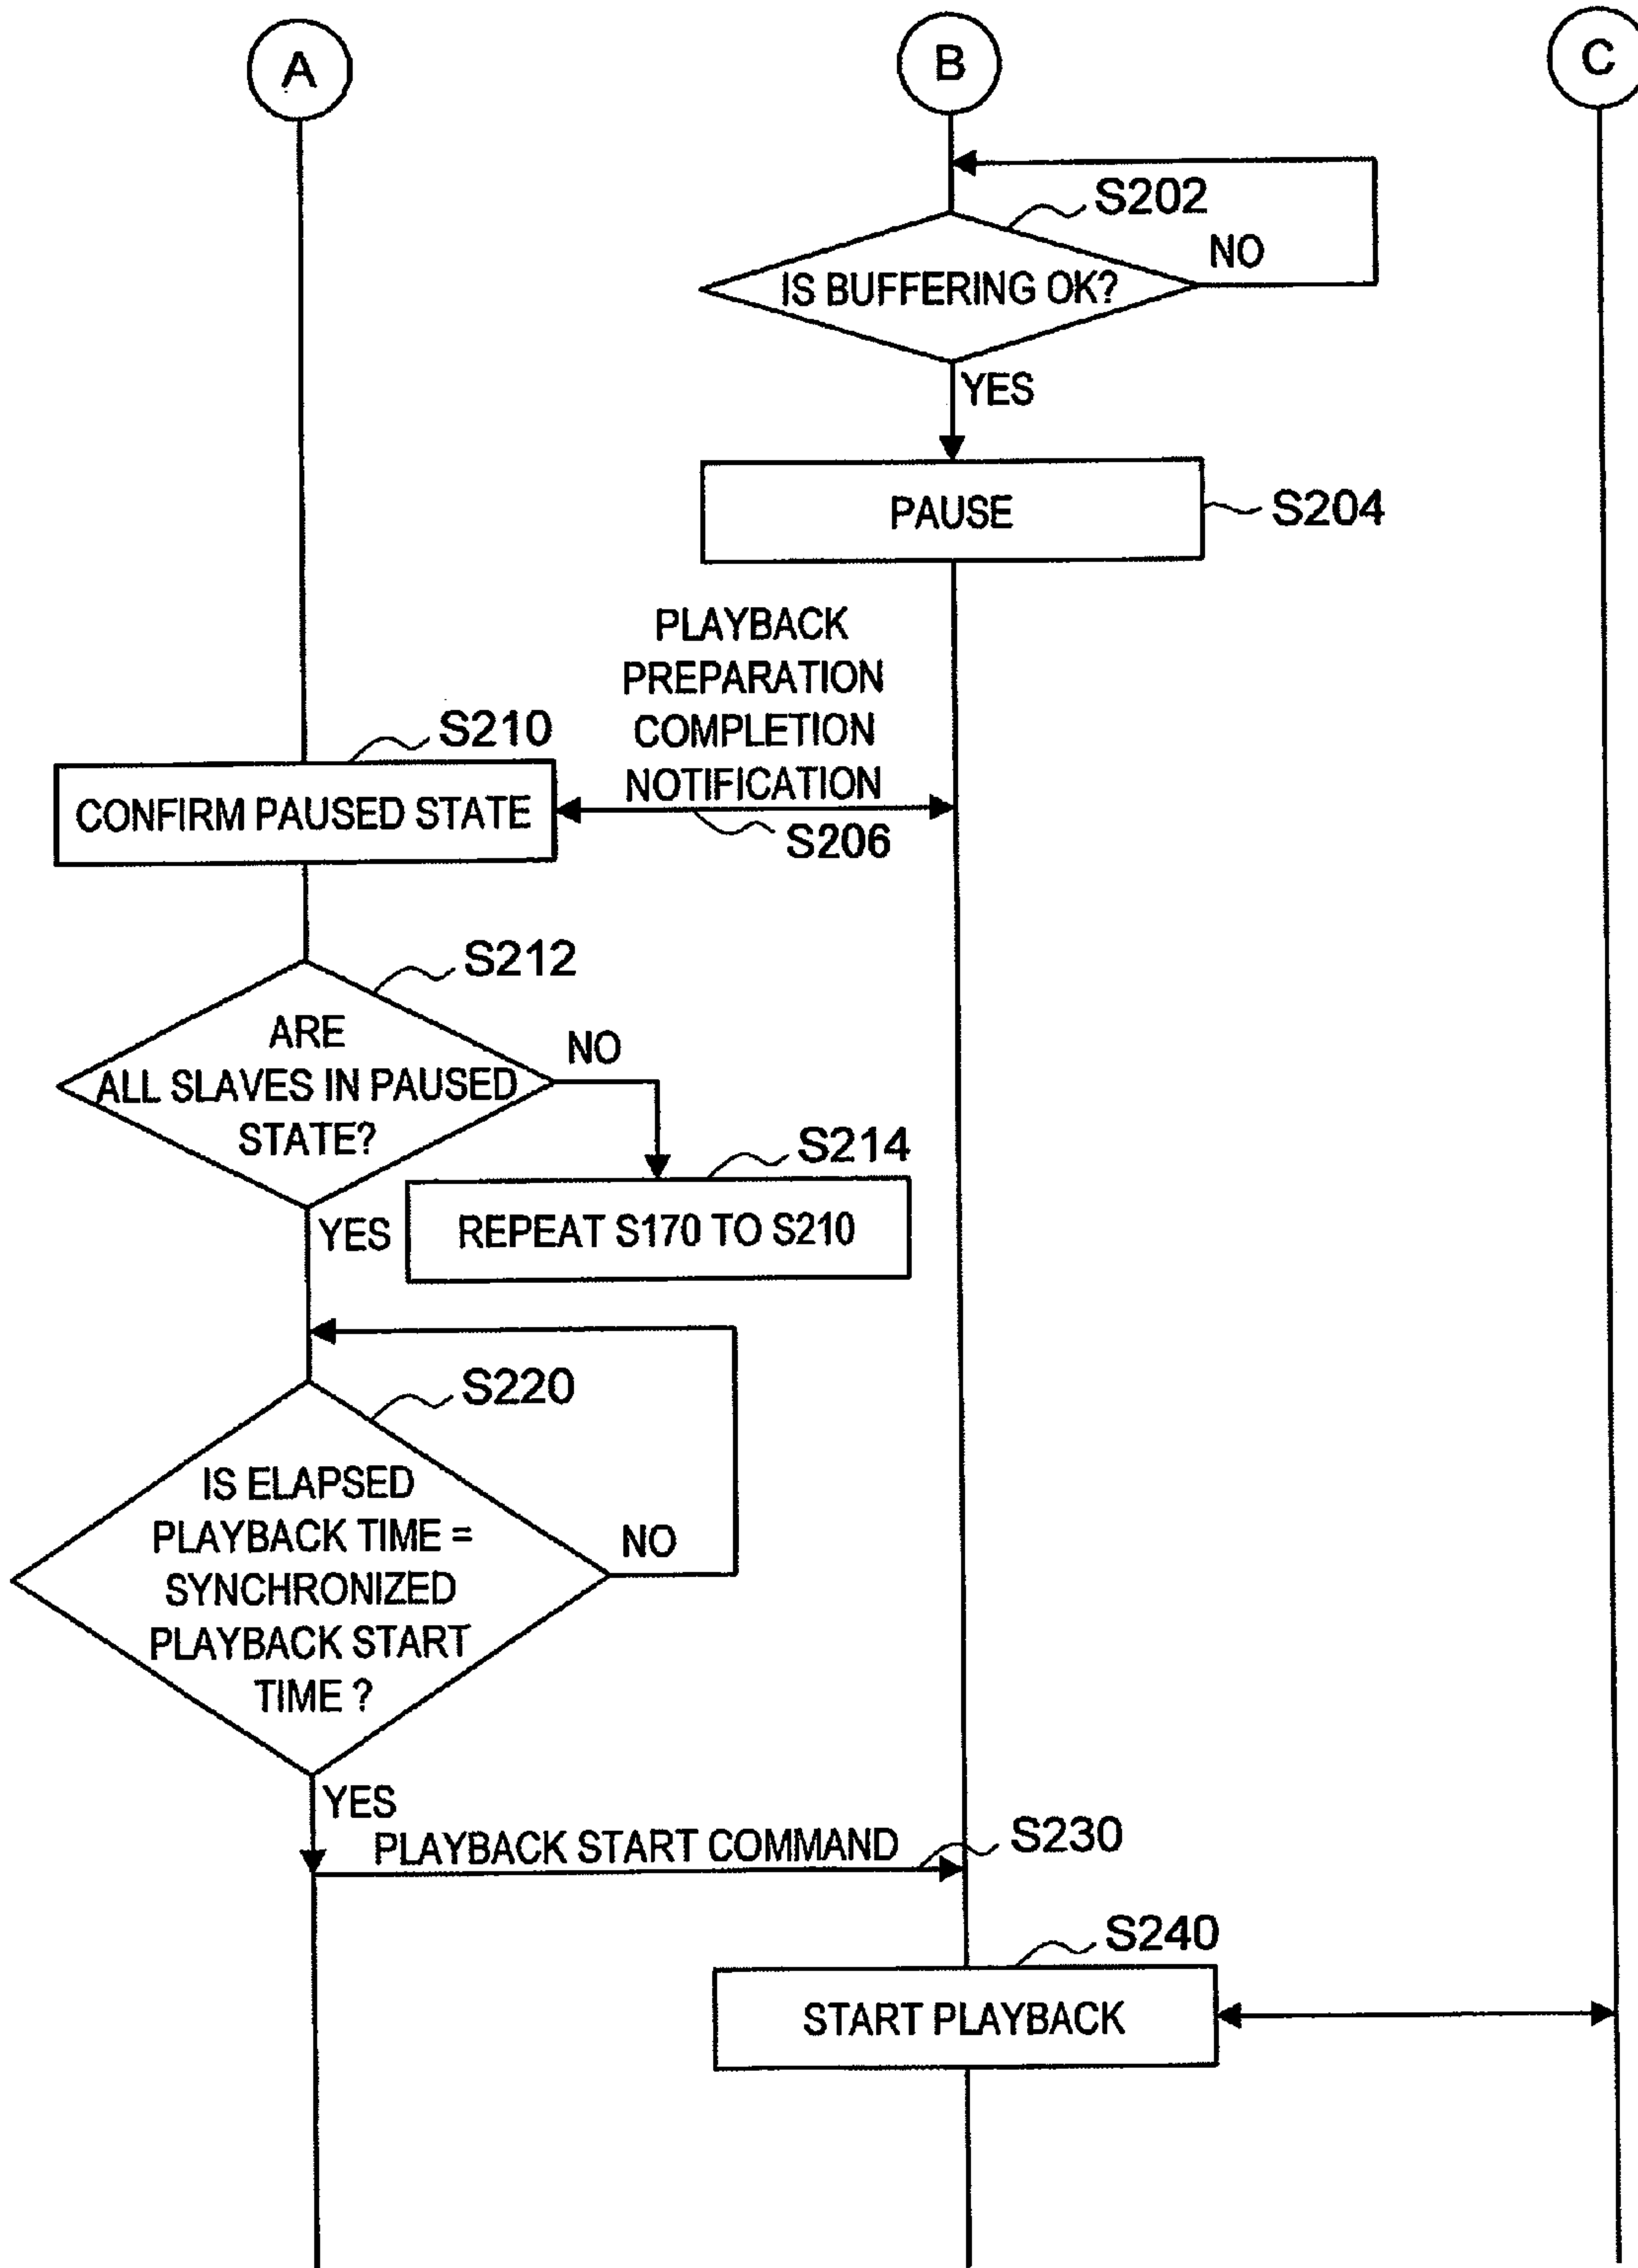 A
B
C
S202
NO
IS BUFFERING OK?
YES
PAUSE
S204
PLAYBACK
PREPARATION
COMPLETION
NOTIFICATION
S206
S210
CONFIRM PAUSED STATE
S212
ARE
ALL SLAVES IN PAUSED
STATE?
NO
S214
REPEAT S170 TO S210
YES
S220
IS ELAPSED
PLAYBACK TIME =
SYNCHRONIZED
PLAYBACK START
TIME ?
NO
YES
PLAYBACK START COMMAND
S230
S240
START PLAYBACK